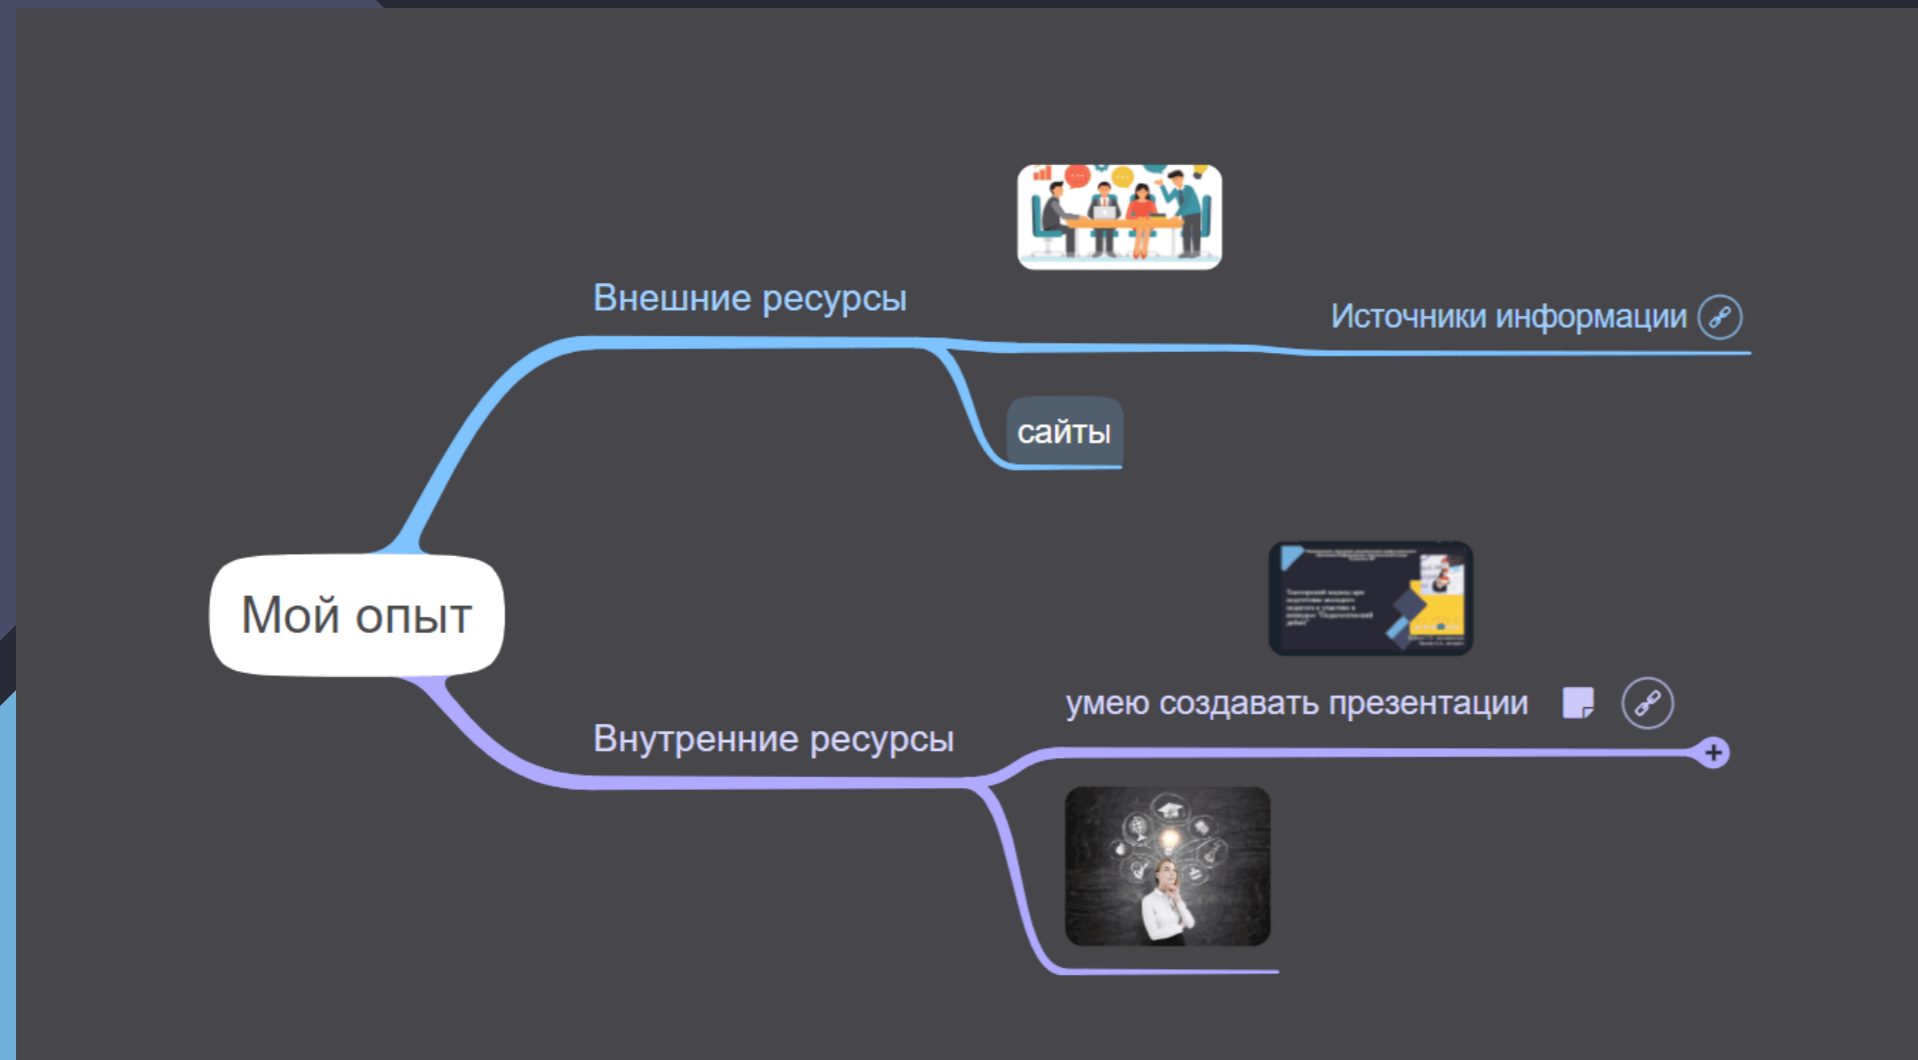 Внешние ресурсы
Источники информации
сайты
Мой опыт
умею создавать презентации
Внутренние ресурсы